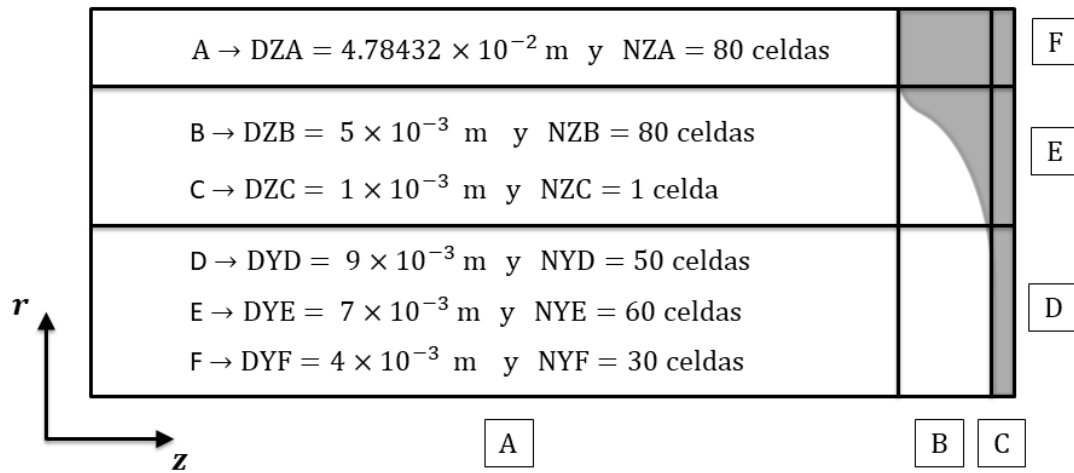 A → DZA = 4.78432 × 10⁻² m y NZA = 80 celdas
F
B → DZB = 5 × 10⁻³ m y NZB = 80 celdas
E
C → DZC = 1 × 10⁻³ m y NZC = 1 celda
D → DYD = 9 × 10⁻³ m y NYD = 50 celdas
E → DYE = 7 × 10⁻³ m y NYE = 60 celdas
D
r
F → DYF = 4 × 10⁻³ m y NYF = 30 celdas
A B C
z